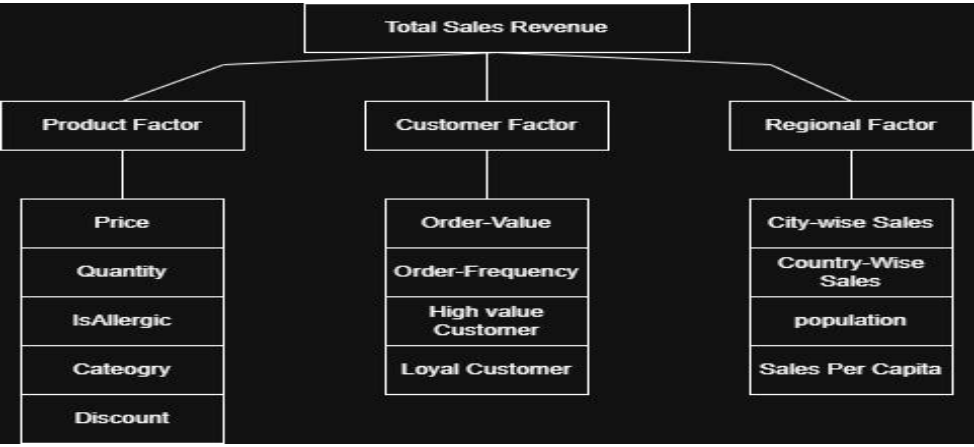 Total Sales Revenue
Product Factor
Customer Factor
Regional Factor
Price
Quantity
IsAllergic
Cateogry
Discount
Order-Value
Order-Frequency
High value
Customer
Loyal Customer
City-wise Sales
Country-Wise
Sales
population
Sales Per Capita